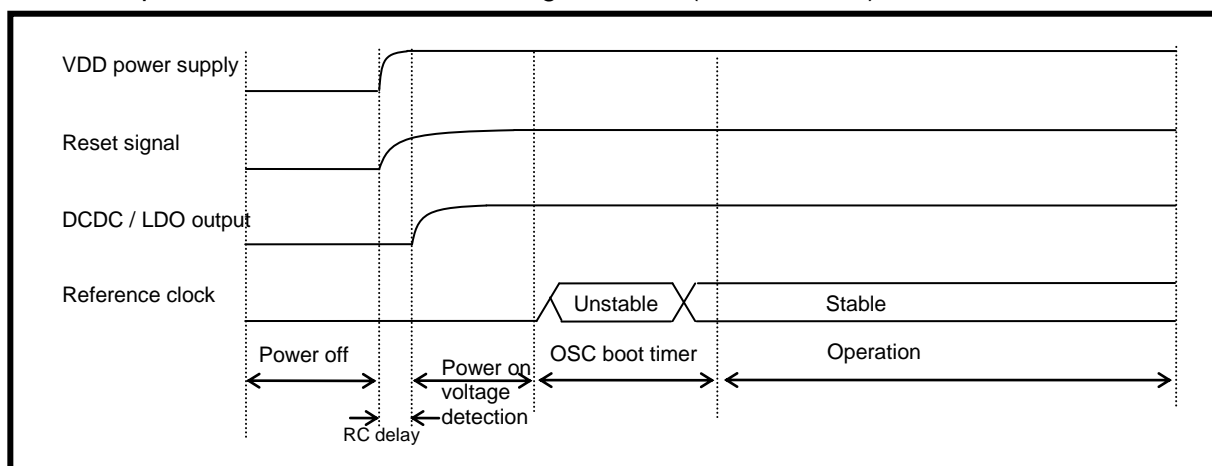 VDD power supply
Reset signal
DCDC / LDO output
Reference clock
Unstable
Stable
Power off
Power on
voltage
detection
OSC boot timer
Operation
RC delay